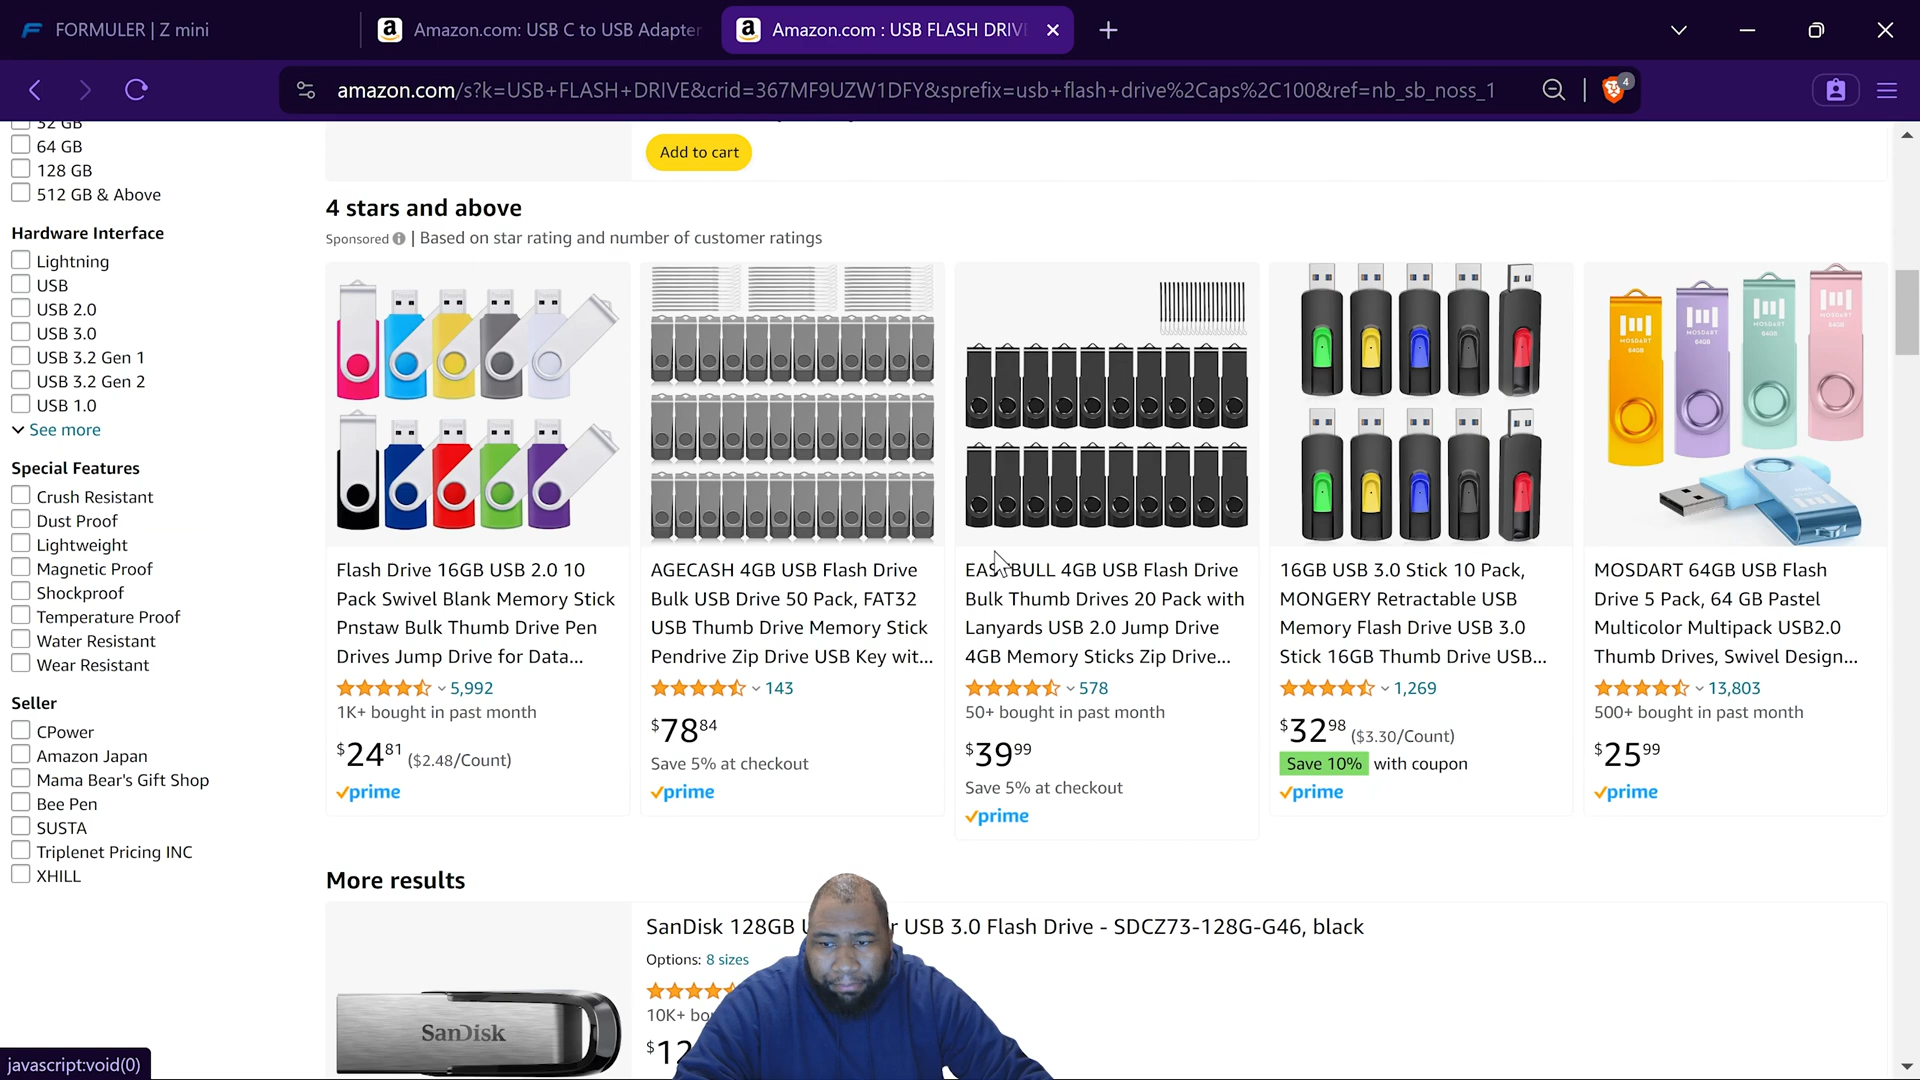 FORMULER | Z mini
Amazon.com: USB C to USB Adapter
Amazon.com : USB FLASH DRIV
amazon.com/s?k=USB+FLASH+DRIVE&crid=367MF9UZW1DFY&sprefix=usb+flash+drive%2Caps%2C100&ref=nb_sb_noss_1
4
32 GB
64 GB
128 GB
512 GB & Above
Hardware Interface
Lightning
USB
USB 2.0
USB 3.0
USB 3.2 Gen 1
USB 3.2 Gen 2
USB 1.0
See more
Special Features
Crush Resistant
Dust Proof
Lightweight
Magnetic Proof
Shockproof
Temperature Proof
Water Resistant
Wear Resistant
Seller
CPower
Amazon Japan
Mama Bear's Gift Shop
Bee Pen
SUSTA
Triplenet Pricing INC
XHILL
Add to cart
4 stars and above
Sponsored | Based on star rating and number of customer ratings
Flash Drive 16GB USB 2.0 10
Pack Swivel Blank Memory Stick
Pnstaw Bulk Thumb Drive Pen
Drives Jump Drive for Data...
5,992
1K+ bought in past month
$24.81 ($2.48/Count)
prime
AGECASH 4GB USB Flash Drive
Bulk USB Drive 50 Pack, FAT32
USB Thumb Drive Memory Stick
Pendrive Zip Drive USB Key wit...
143
$78.84
Save 5% at checkout
prime
BULL 4GB USB Flash Drive
Bulk Thumb Drives 20 Pack with
Lanyards USB 2.0 Jump Drive
4GB Memory Sticks Zip Drive...
578
50+ bought in past month
$39.99
Save 5% at checkout
prime
16GB USB 3.0 Stick 10 Pack,
MONGERY Retractable USB
Memory Flash Drive USB 3.0
Stick 16GB Thumb Drive USB...
1,269
$32.98 ($3.30/Count)
Save 10% with coupon
prime
MOSDART
64GB
MOSDART
64GB
MOSDART 64GB USB Flash
Drive 5 Pack, 64 GB Pastel
Multicolor Multipack USB2.0
Thumb Drives, Swivel Design...
13,803
500+ bought in past month
$25.99
prime
More results
SanDisk
SanDisk 128GB USB 3.0 Flash Drive - SDCZ73-128G-G46, black
Options: 8 sizes
10K+
$12
javascript:void(0)